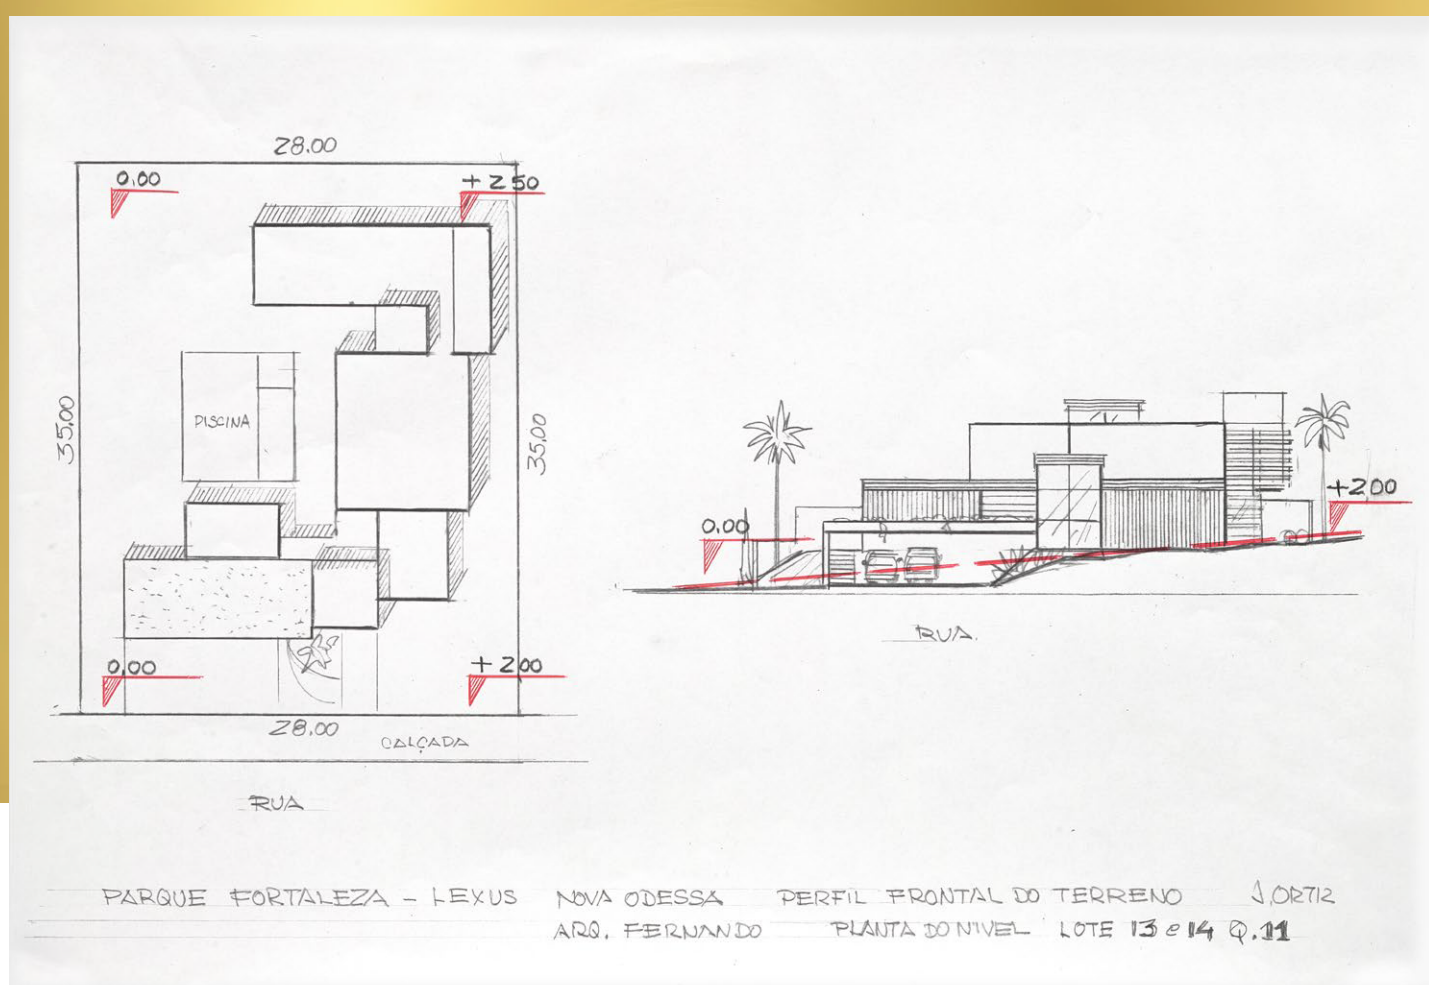 28.00
0.00
+ 2 50
35.00
PISCINA
35.00
0.00
+ 2 00
28.00
CALÇADA
RUA
0.00
+2 00
RUA.
PARQUE FORTALEZA - LEXUS NOVA ODESSA PERFIL FRONTAL DO TERRENO J.ORTIZ
ARQ. FERNANDO PLANTA DO NIVEL LOTE 13 e 14 Q.11